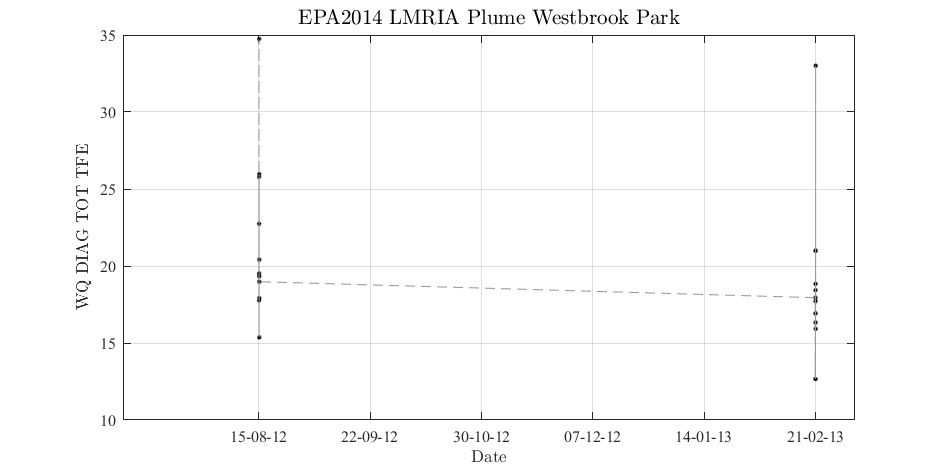 EPA2014 LMRIA Plume Westbrook Park
WQ DIAG TOT TFE
35
30
25
20
15
10
15-08-12 22-09-12 30-10-12 07-12-12 14-01-13 21-02-13
Date